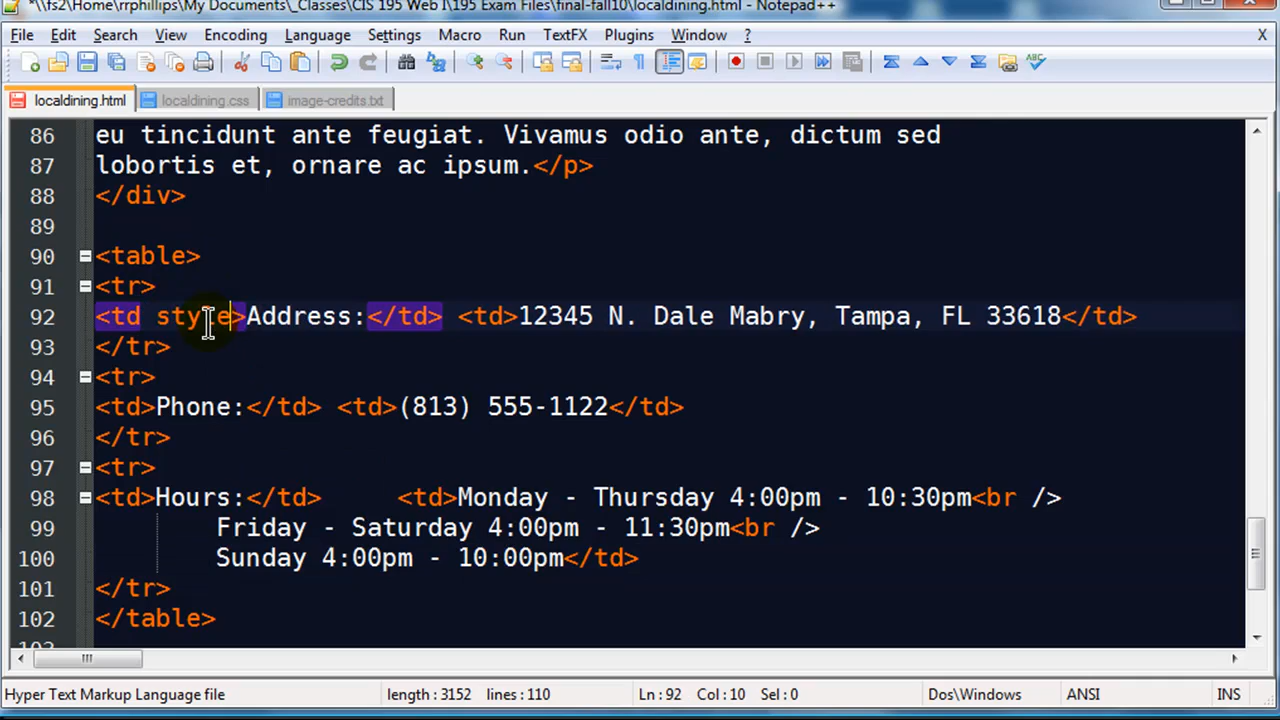 *\\fs2\Home\rrphillips\My Documents\_Classes\CIS 195 Web I\195 Exam Files\final-fall10\localdining.html - Notepad++
File Edit Search View Encoding Language Settings Macro Run TextFX Plugins Window ? X
localdining.html localdining.css image-credits.txt
86 eu tincidunt ante feugiat. Vivamus odio ante, dictum sed
87 lobortis et, ornare ac ipsum.</p>
88 </div>
89
90 <table>
91 <tr>
92 <td style>Address:</td> <td>12345 N. Dale Mabry, Tampa, FL 33618</td>
93 </tr>
94 <tr>
95 <td>Phone:</td> <td>(813) 555-1122</td>
96 </tr>
97 <tr>
98 <td>Hours:</td> <td>Monday - Thursday 4:00pm - 10:30pm<br />
99 Friday - Saturday 4:00pm - 11:30pm<br />
100 Sunday 4:00pm - 10:00pm</td>
101 </tr>
102 </table>
Hyper Text Markup Language file length : 3152 lines : 110 Ln : 92 Col : 10 Sel : 0 Dos\Windows ANSI INS